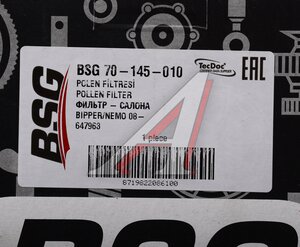 BSG
BSG 70-145-010
POLEN FILTRESI
POLLEN FILTER
ФИЛЬТР - САЛОНА
BIPPER/NEMO 08-
647963
TecDoc
EAC
1 piece
8719822086100